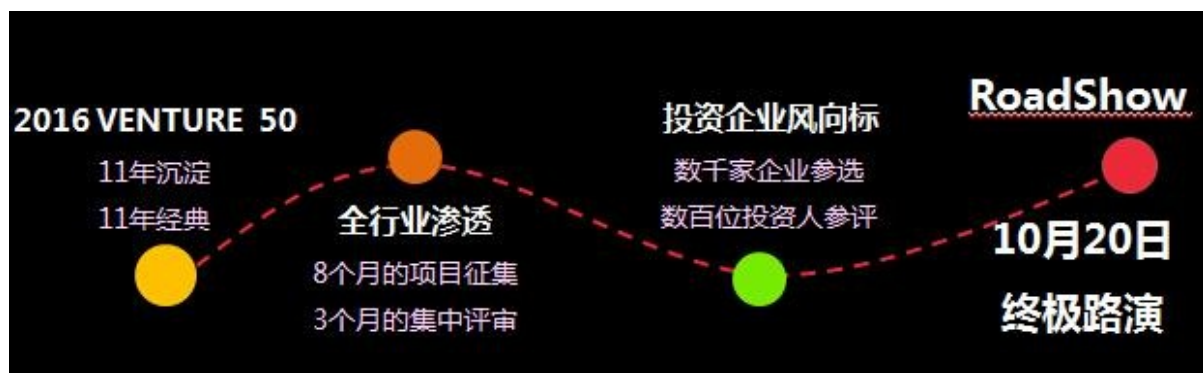 2016 VENTURE 50
11年沉淀
11年经典
全行业渗透
8个月的项目征集
3个月的集中评审
投资企业风向标
数千家企业参选
数百位投资人参评
RoadShow
10月20日
终极路演